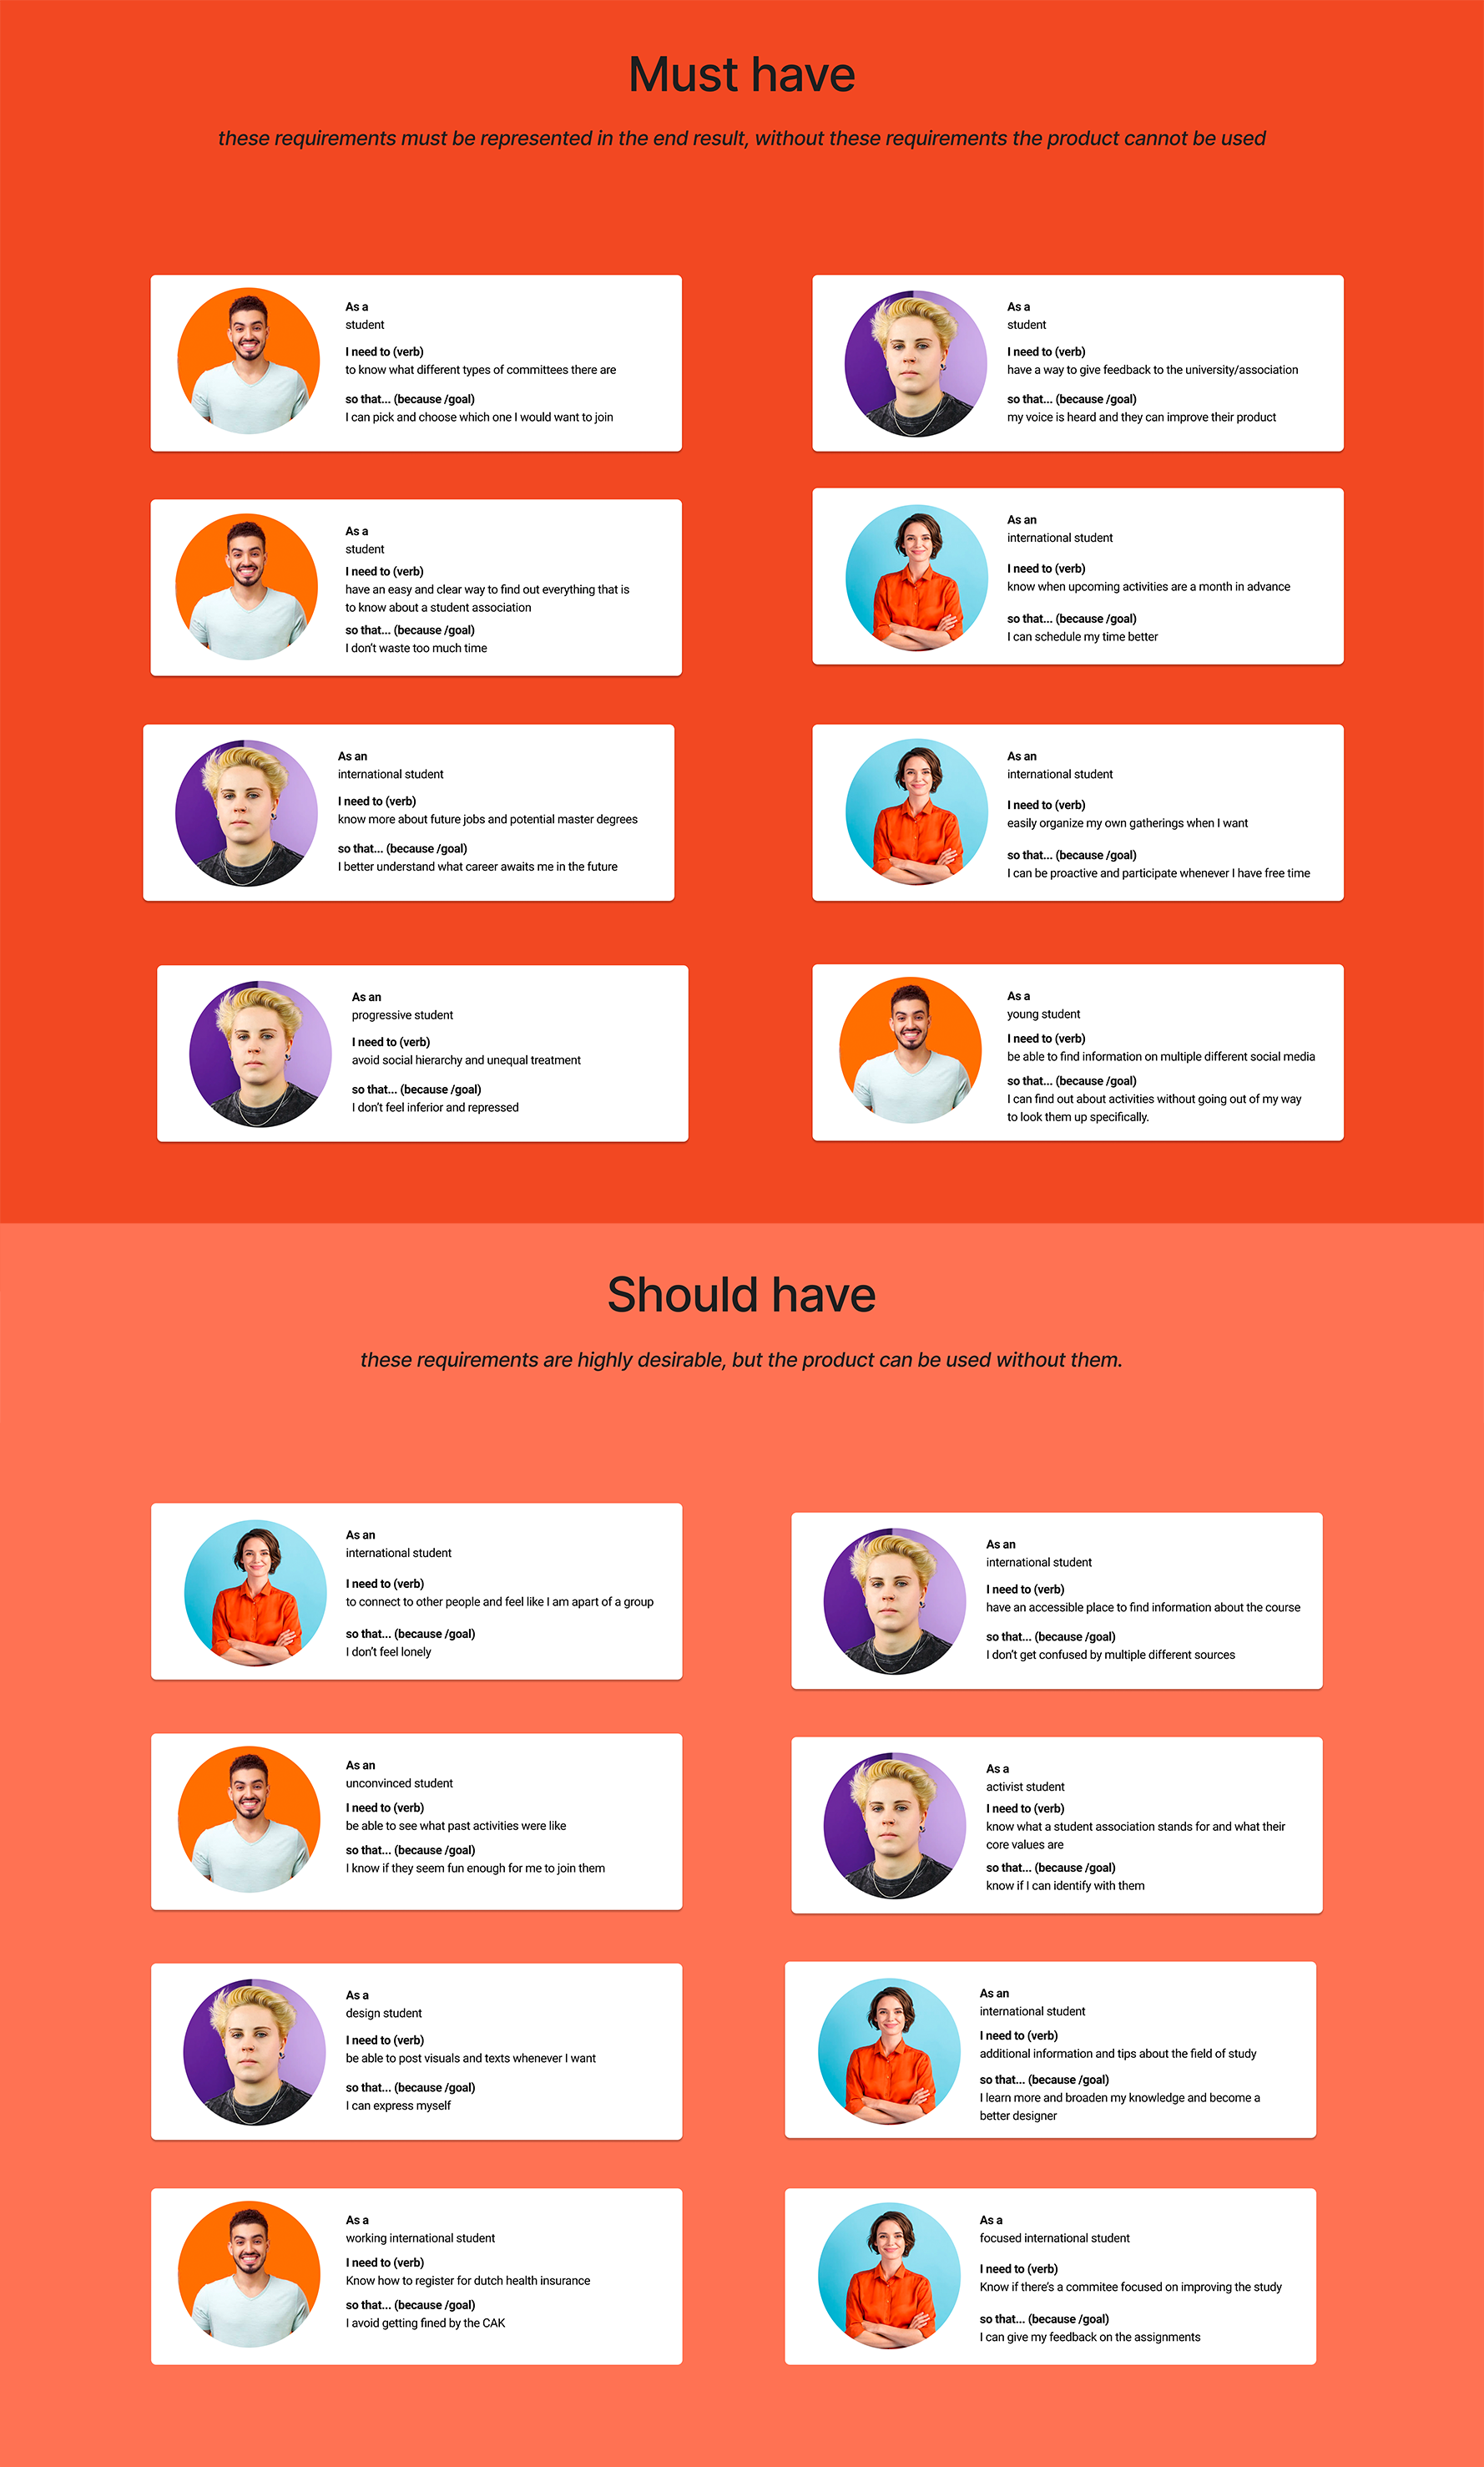 Must have
these requirements must be represented in the end result, without these requirements the product cannot be used
As a
student
I need to (verb)
to know what different types of committees there are
so that... (because /goal)
I can pick and choose which one I would want to join
As a
student
I need to (verb)
have a way to give feedback to the university/association
so that... (because /goal)
my voice is heard and they can improve their product
As a
student
I need to (verb)
have an easy and clear way to find out everything that is
to know about a student association
so that... (because /goal)
I don't waste too much time
As an
international student
I need to (verb)
know when upcoming activities are a month in advance
so that... (because /goal)
I can schedule my time better
As an
international student
I need to (verb)
know more about future jobs and potential master degrees
so that... (because /goal)
I better understand what career awaits me in the future
As an
international student
I need to (verb)
easily organize my own gatherings when I want
so that... (because /goal)
I can be proactive and participate whenever I have free time
As an
progressive student
I need to (verb)
avoid social hierarchy and unequal treatment
so that... (because /goal)
I don't feel inferior and repressed
As a
young student
I need to (verb)
be able to find information on multiple different social media
so that... (because /goal)
I can find out about activities without going out of my way
to look them up specifically.
Should have
these requirements are highly desirable, but the product can be used without them.
As an
international student
I need to (verb)
to connect to other people and feel like I am apart of a group
so that... (because /goal)
I don't feel lonely
As an
international student
I need to (verb)
have an accessible place to find information about the course
so that... (because /goal)
I don't get confused by multiple different sources
As an
unconvinced student
I need to (verb)
be able to see what past activities were like
so that... (because /goal)
I know if they seem fun enough for me to join them
As a
activist student
I need to (verb)
know what a student association stands for and what their
core values are
so that... (because /goal)
know if I can identify with them
As a
design student
I need to (verb)
be able to post visuals and texts whenever I want
so that... (because /goal)
I can express myself
As an
international student
I need to (verb)
additional information and tips about the field of study
so that... (because /goal)
I learn more and broaden my knowledge and become a
better designer
As a
working international student
I need to (verb)
Know how to register for dutch health insurance
so that... (because /goal)
I avoid getting fined by the CAK
As a
focused international student
I need to (verb)
Know if there's a commitee focused on improving the study
so that... (because /goal)
I can give my feedback on the assignments